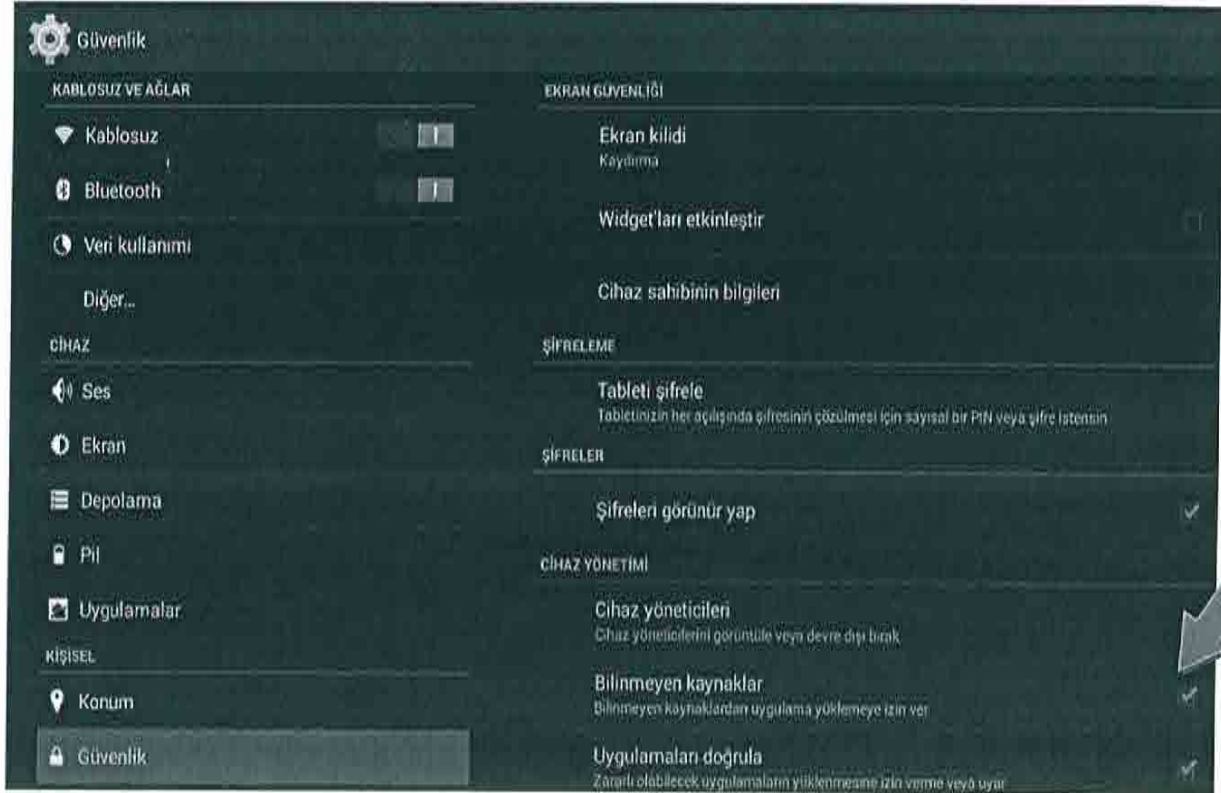 Güvenlik
KABLOSUZ VE AĞLAR
Kablosuz
Bluetooth
Veri kullanımı
Diğer...
CİHAZ
Ses
Ekran
Depolama
Pil
Uygulamalar
KİŞİSEL
Konum
Güvenlik
EKRAN GÜVENLİĞİ
Ekran kilidi
Kaydırma
Widget'ları etkinleştir
Cihaz sahibinin bilgileri
ŞİFRELEME
Tableti şifrele
Tabletinizin her açılışında şifresinin çözülmesi için sayısal bir PIN veya şifre istensin
ŞİFRELER
Şifreleri görünür yap
CİHAZ YÖNETİMİ
Cihaz yöneticileri
Cihaz yöneticilerini görüntüle veya devre dışı bırak
Bilinmeyen kaynaklar
Bilinmeyen kaynaklardan uygulama yüklemeye izin ver
Uygulamaları doğrula
Zararlı olabilecek uygulamaların yüklenmesine izin verme veya uyar